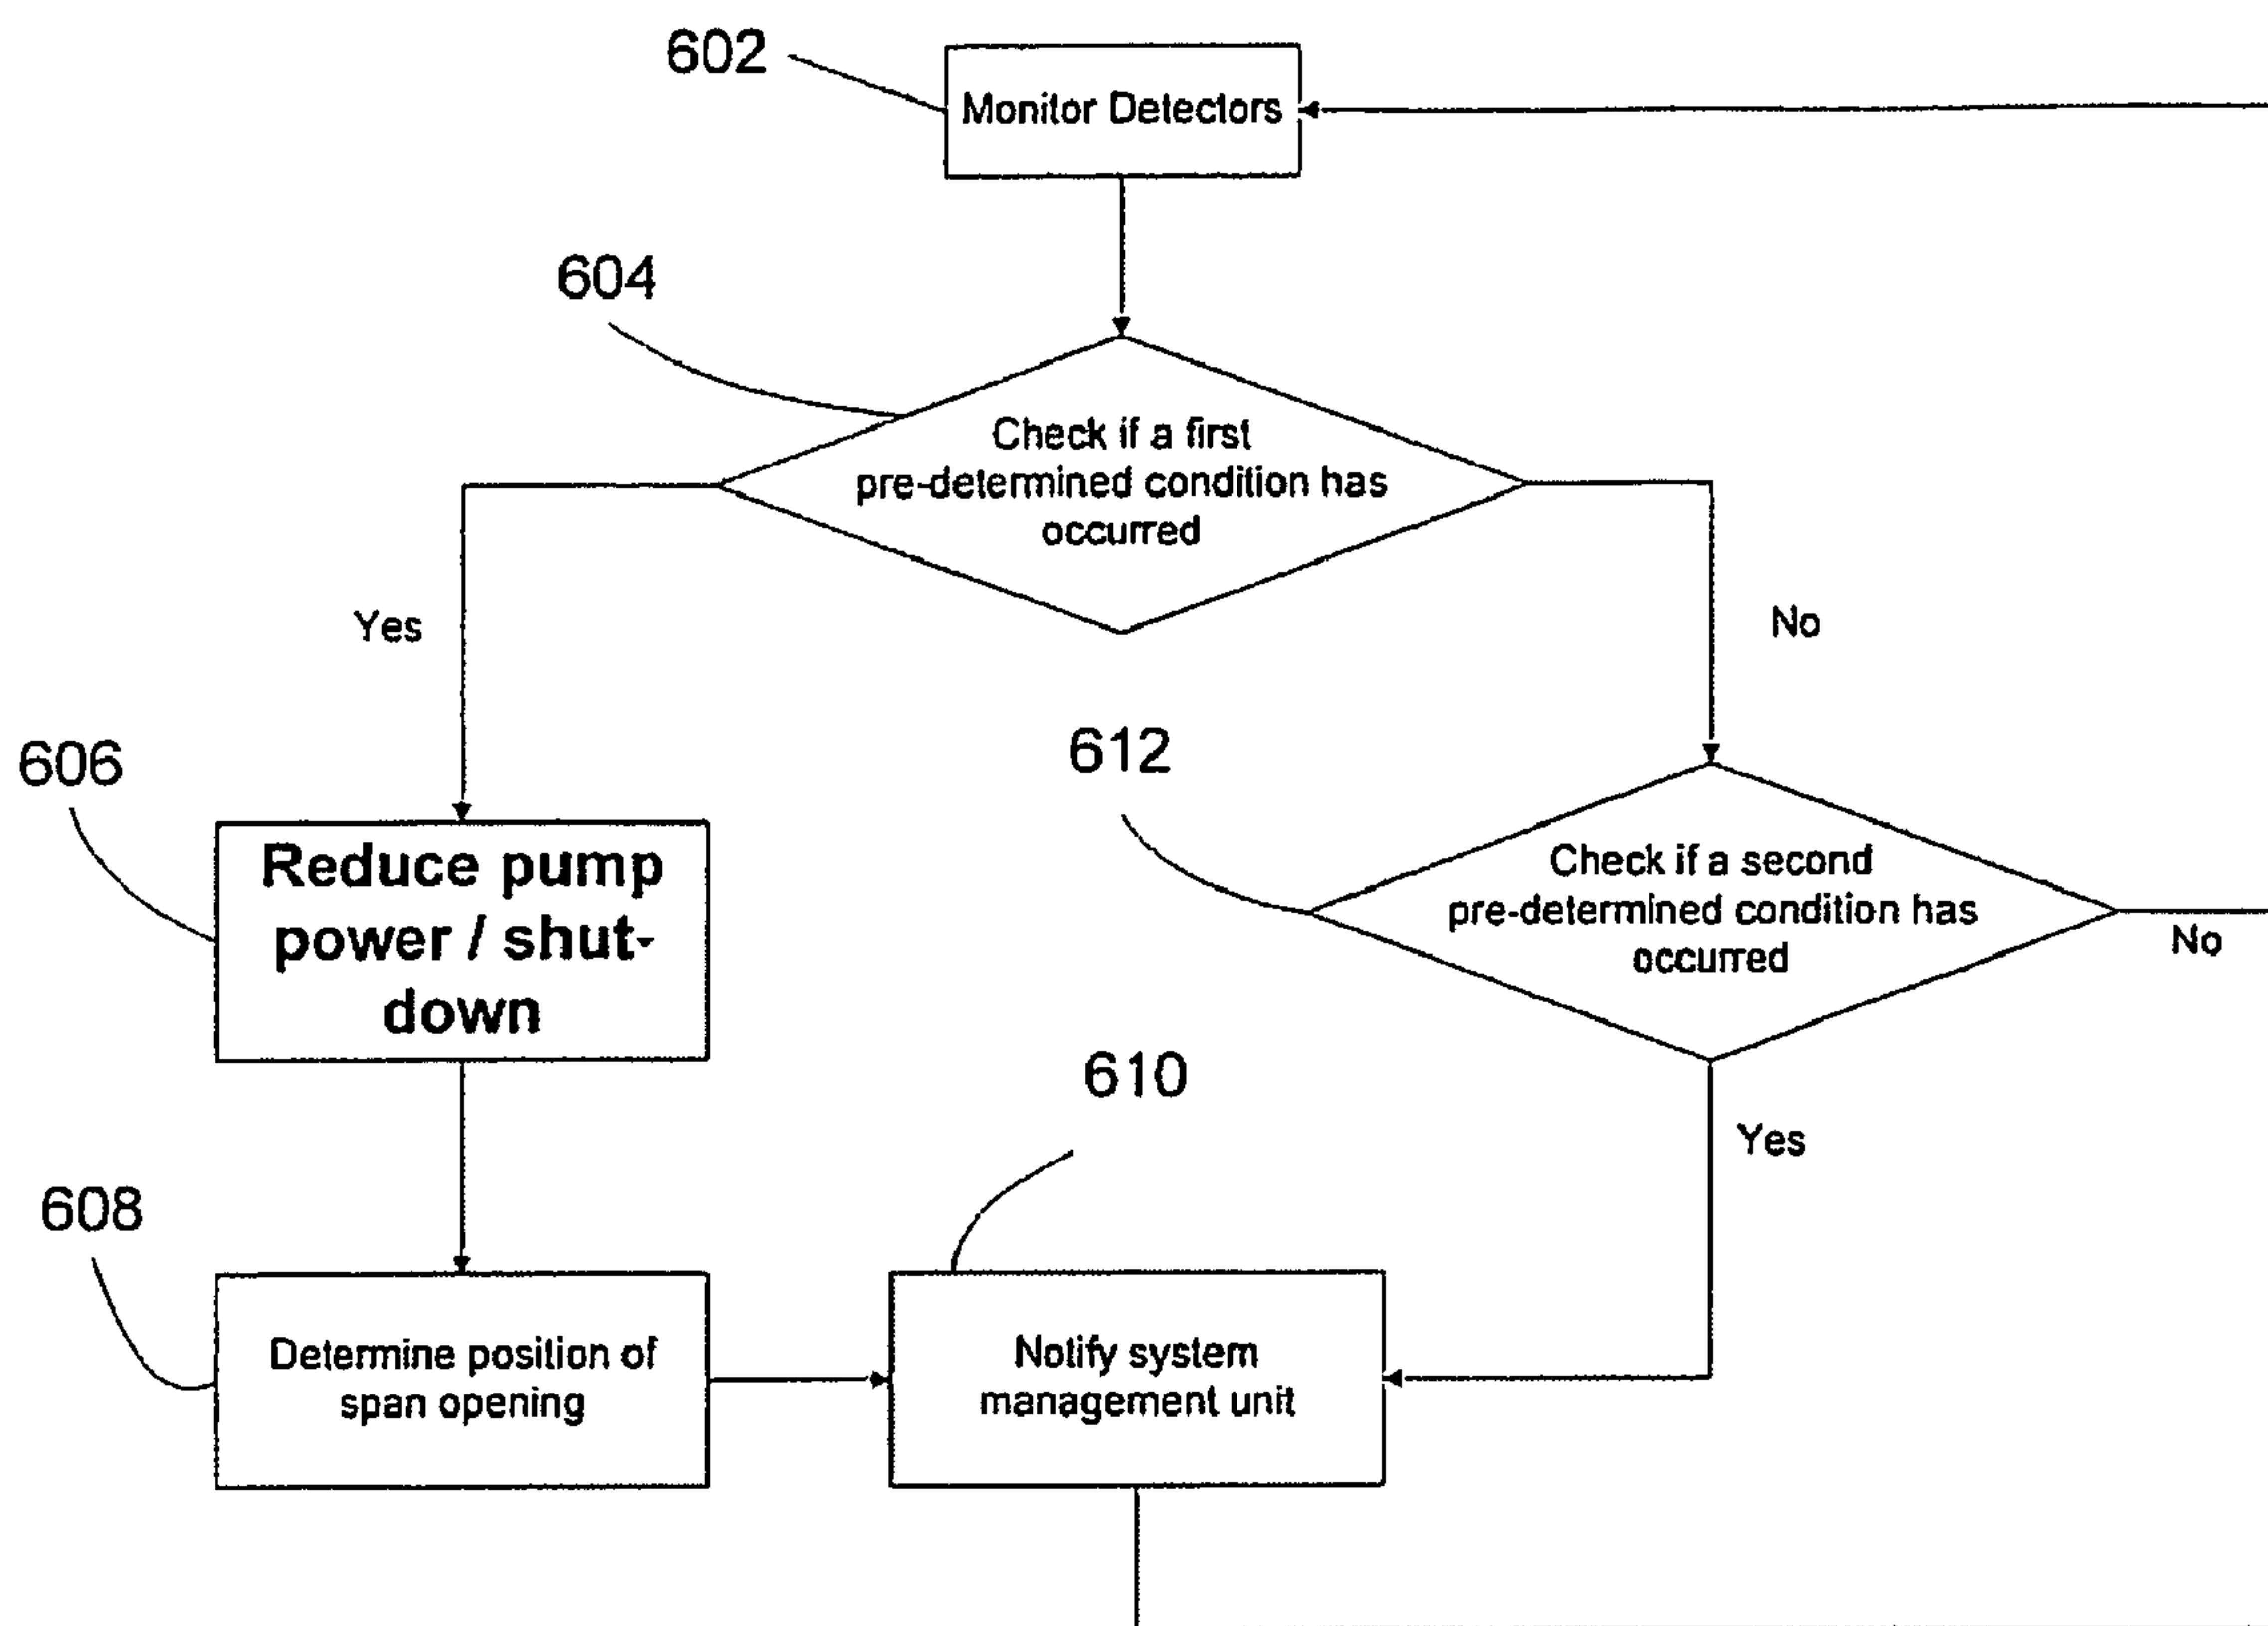 602
Monitor Detectors
604
Check if a first
pre-determined condition has
occurred
Yes
No
606
Reduce pump
power / shut-
down
612
Check if a second
pre-determined condition has
occurred
No
610
Yes
608
Determine position of
span opening
Notify system
management unit